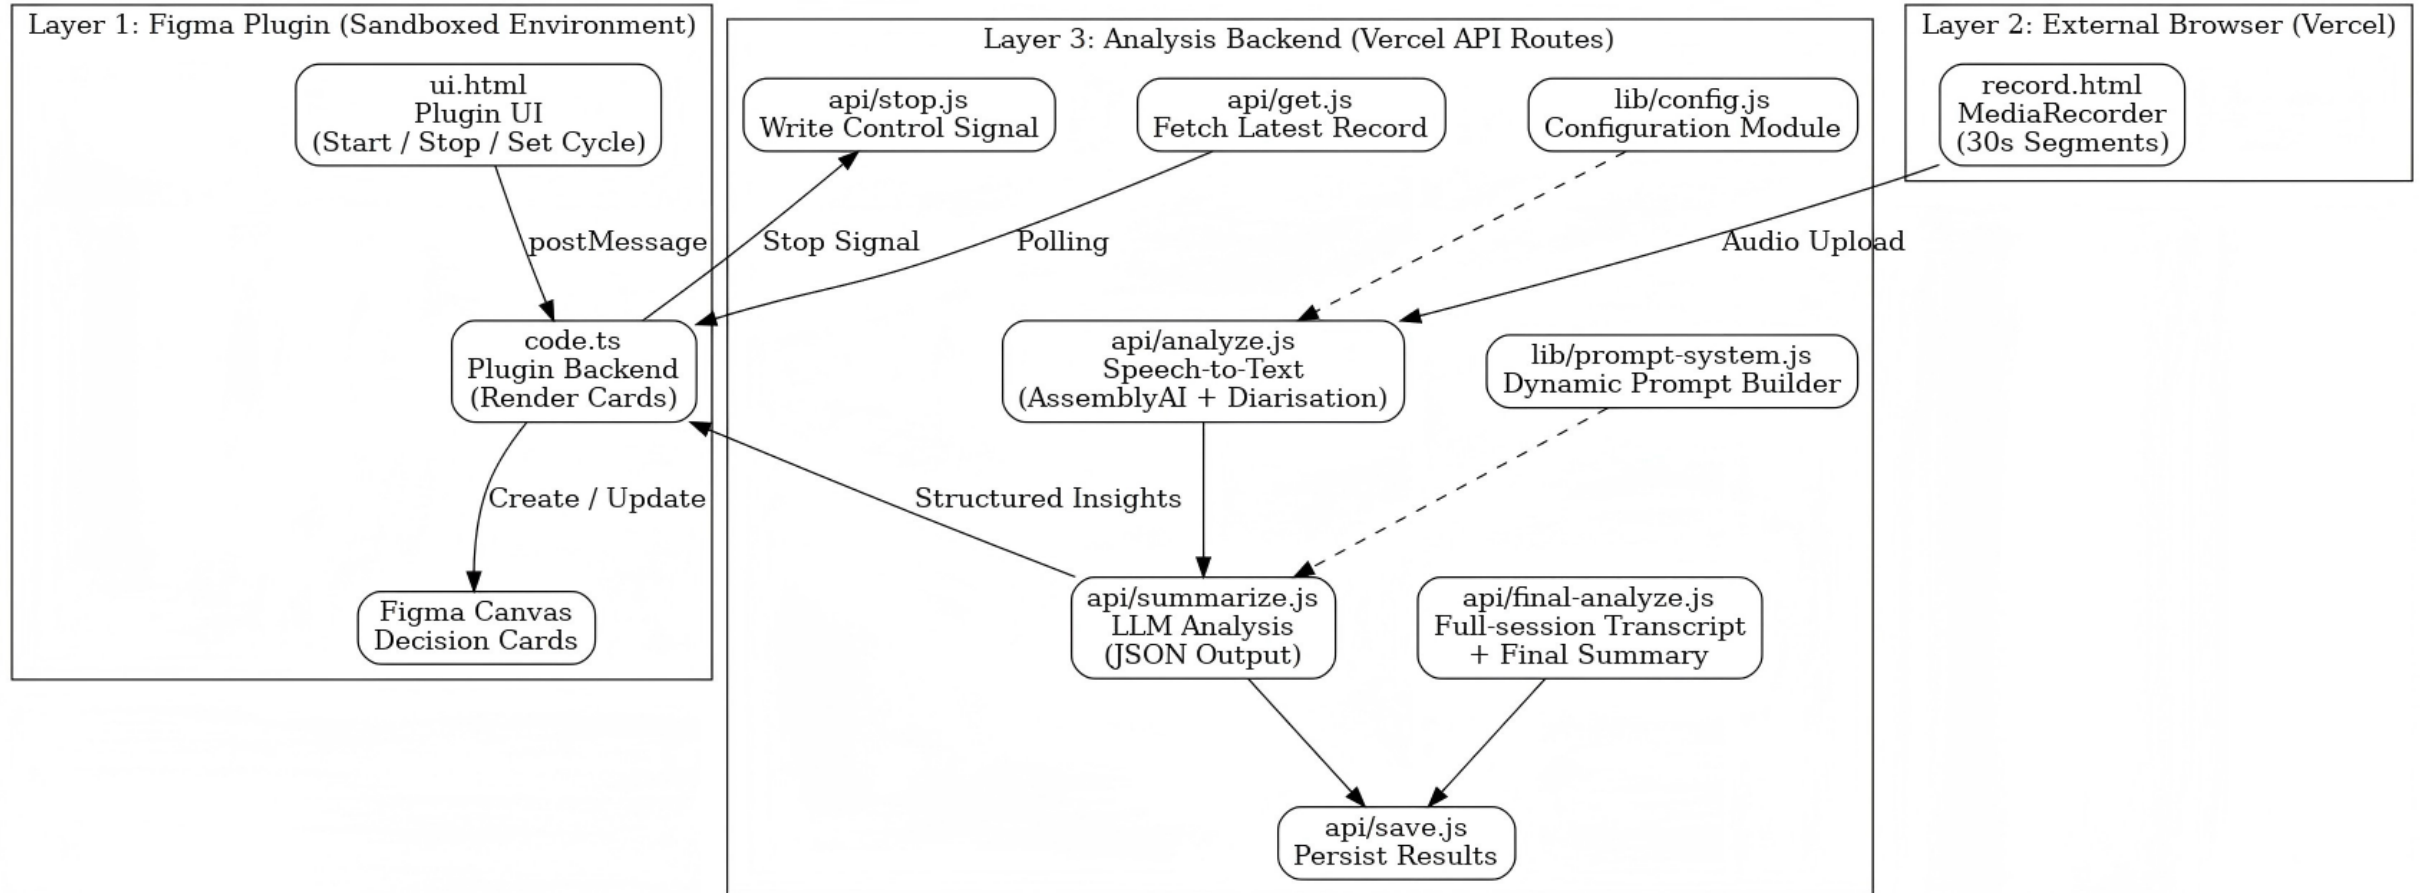 Layer 1: Figma Plugin (Sandboxed Environment)
ui.html
Plugin UI
(Start / Stop / Set Cycle)
postMessage
code.ts
Plugin Backend
(Render Cards)
Create / Update
Figma Canvas
Decision Cards
Layer 3: Analysis Backend (Vercel API Routes)
api/stop.js
Write Control Signal
api/get.js
Fetch Latest Record
lib/config.js
Configuration Module
Stop Signal
Polling
Audio Upload
api/analyze.js
Speech-to-Text
(AssemblyAI + Diarisation)
lib/prompt-system.js
Dynamic Prompt Builder
Structured Insights
api/summarize.js
LLM Analysis
(JSON Output)
api/final-analyze.js
Full-session Transcript
+ Final Summary
api/save.js
Persist Results
Layer 2: External Browser (Vercel)
record.html
MediaRecorder
(30s Segments)